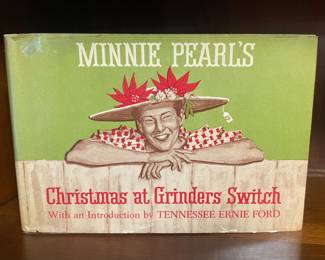 MINNIE PEARL'S
Christmas at Grinders Switch
With an Introduction by TENNESSEE ERNIE FORD